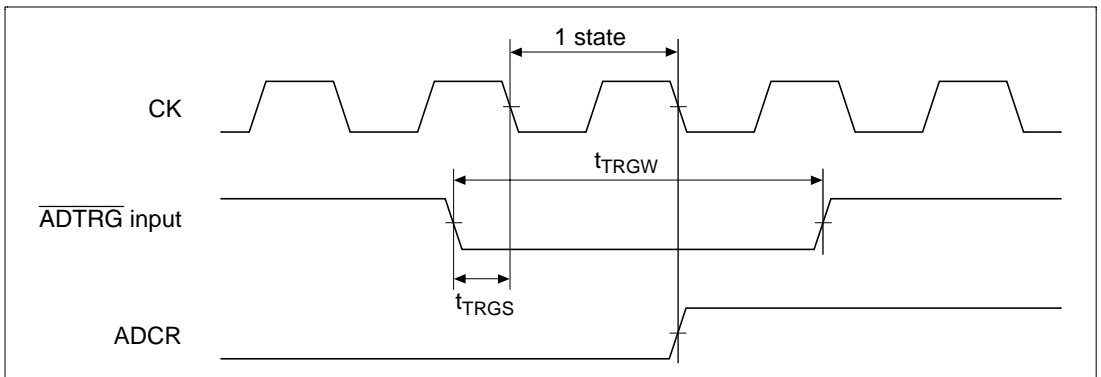 1 state
CK
tTRGW
ADTRG input
tTRGS
ADCR